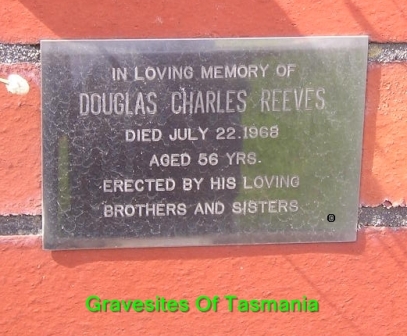 IN LOVING MEMORY OF
DOUGLAS CHARLES REEVES
DIED JULY 22.1968
AGED 56 YRS.
ERECTED BY HIS LOVING
BROTHERS AND SISTERS
Gravesites Of Tasmania